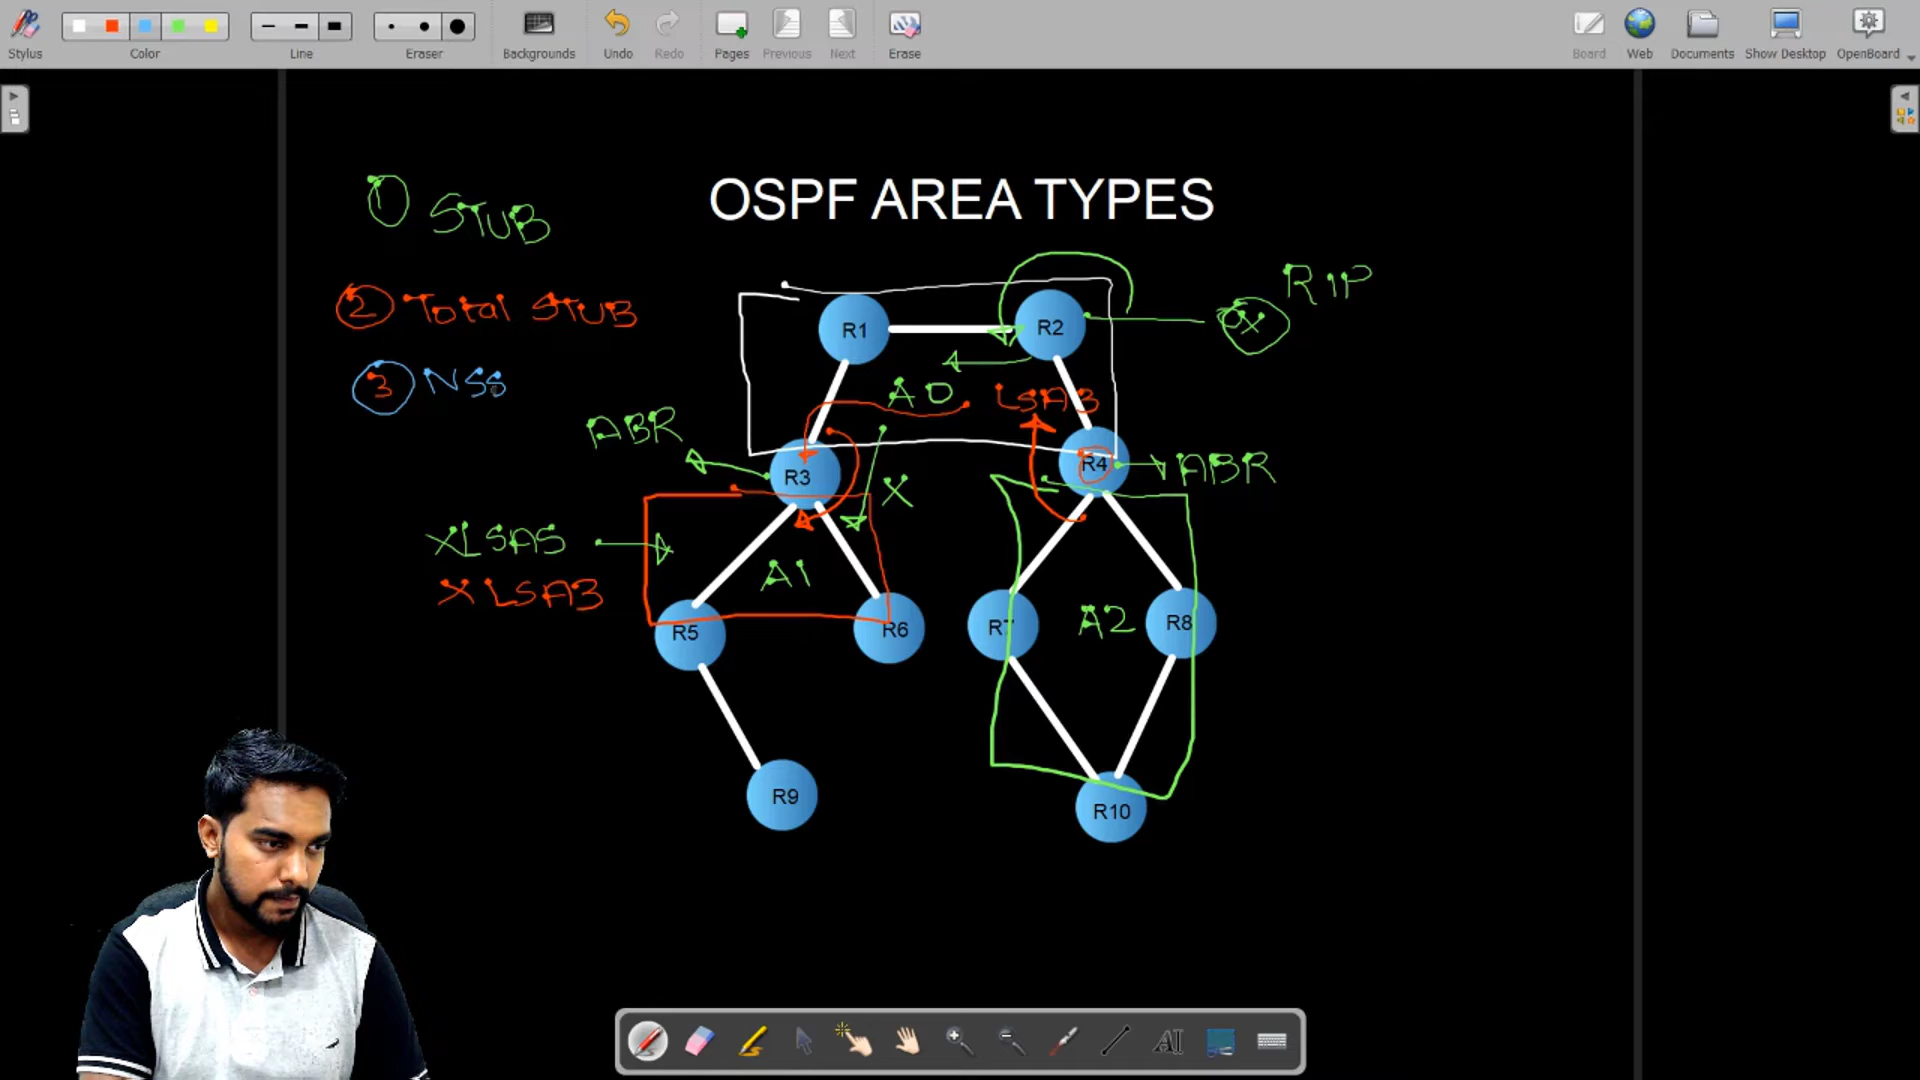 Stylus Color Line Eraser Backgrounds Undo Redo Pages Previous Next Erase Board Web Documents Show Desktop OpenBoard
OSPF AREA TYPES
1 STUB
2 Total STUB
3 NSS
RIP
X
R1
R2
A0
LSA3
ABR
R3
X
R4
ABR
XLSA5
X LSA3
A1
R5
R6
R7
A2
R8
R9
R10